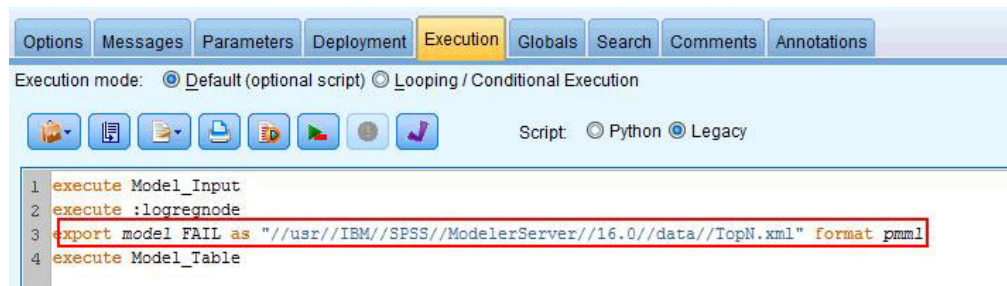 Options Messages Parameters Deployment Execution Globals Search Comments Annotations
Execution mode: Default (optional script) Looping / Conditional Execution
Script: Python Legacy
1 execute Model_Input
2 execute :logregnode
3 export model FAIL as "//usr//IBM//SPSS//ModelerServer//16.0//data//TopN.xml" format pmml
4 execute Model_Table